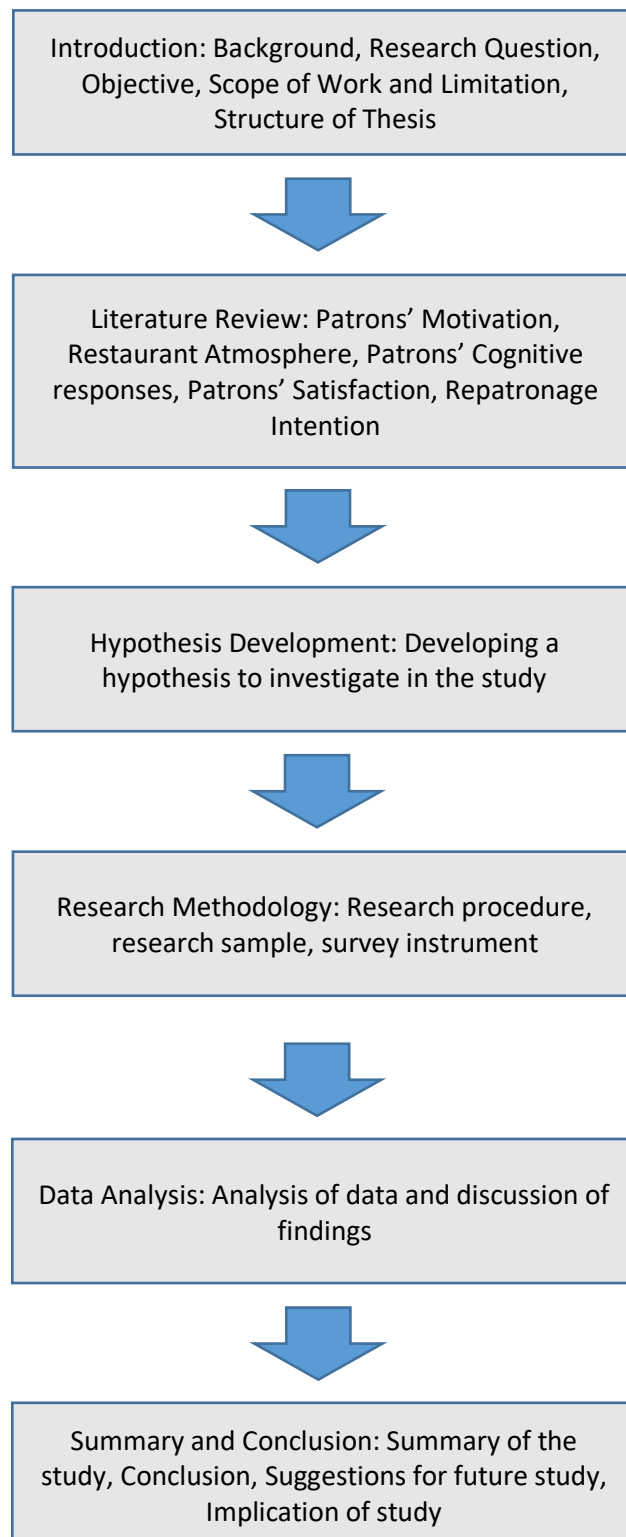 Introduction: Background, Research Question,
Objective, Scope of Work and Limitation,
Structure of Thesis
Literature Review: Patrons’ Motivation,
Restaurant Atmosphere, Patrons’ Cognitive
responses, Patrons’ Satisfaction, Repatronage
Intention
Hypothesis Development: Developing a
hypothesis to investigate in the study
Research Methodology: Research procedure,
research sample, survey instrument
Data Analysis: Analysis of data and discussion of
findings
Summary and Conclusion: Summary of the
study, Conclusion, Suggestions for future study,
Implication of study